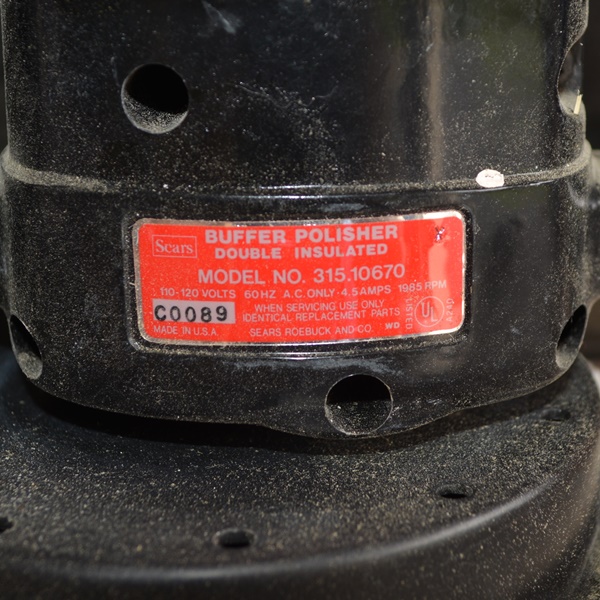 Sears
BUFFER POLISHER
DOUBLE INSULATED
MODEL NO. 315.10670
110-120 VOLTS 60HZ A.C. ONLY · 4.5 AMPS 1985 RPM
C0089
WHEN SERVICING USE ONLY
IDENTICAL REPLACEMENT PARTS
MADE IN U.S.A.
SEARS ROEBUCK AND CO. WD
LISTED
UL